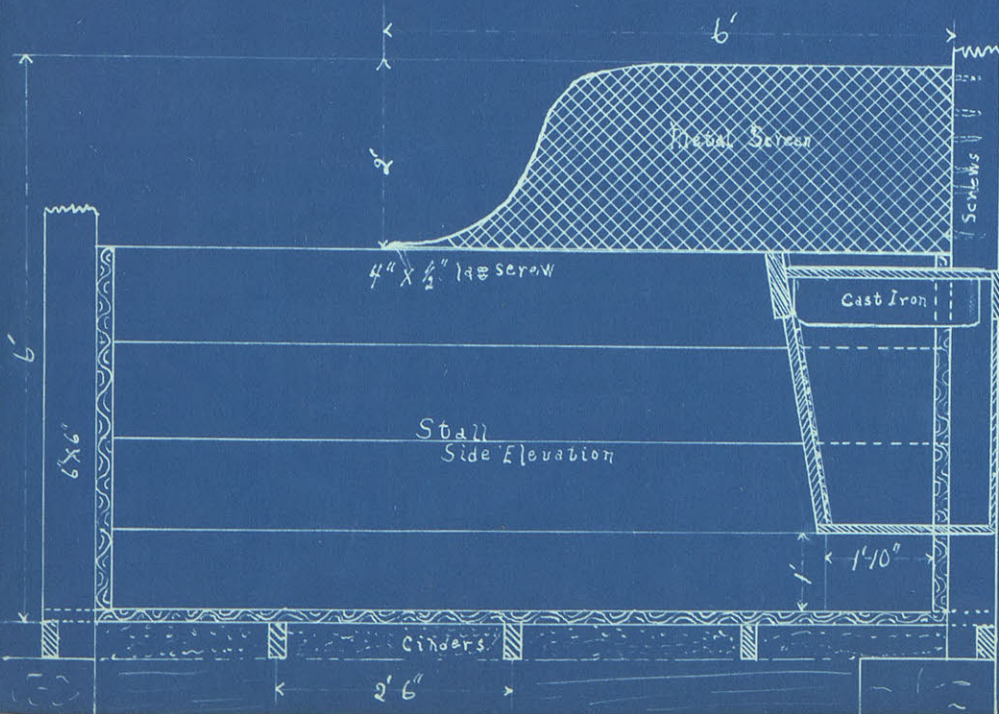 6'
2'
Metal Screen
Screws
4" X 1/2" lag screw
Cast Iron
6'
6"X6"
Stall
Side Elevation
1'
1'-10"
Cinders
2' 6"